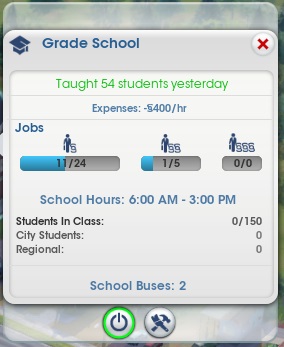 Grade School
Taught 54 students yesterday
Expenses: -§400/hr
Jobs
§ §§ §§§
11/24 1/5 0/0
School Hours: 6:00 AM - 3:00 PM
Students In Class: 0/150
City Students: 0
Regional: 0
School Buses: 2